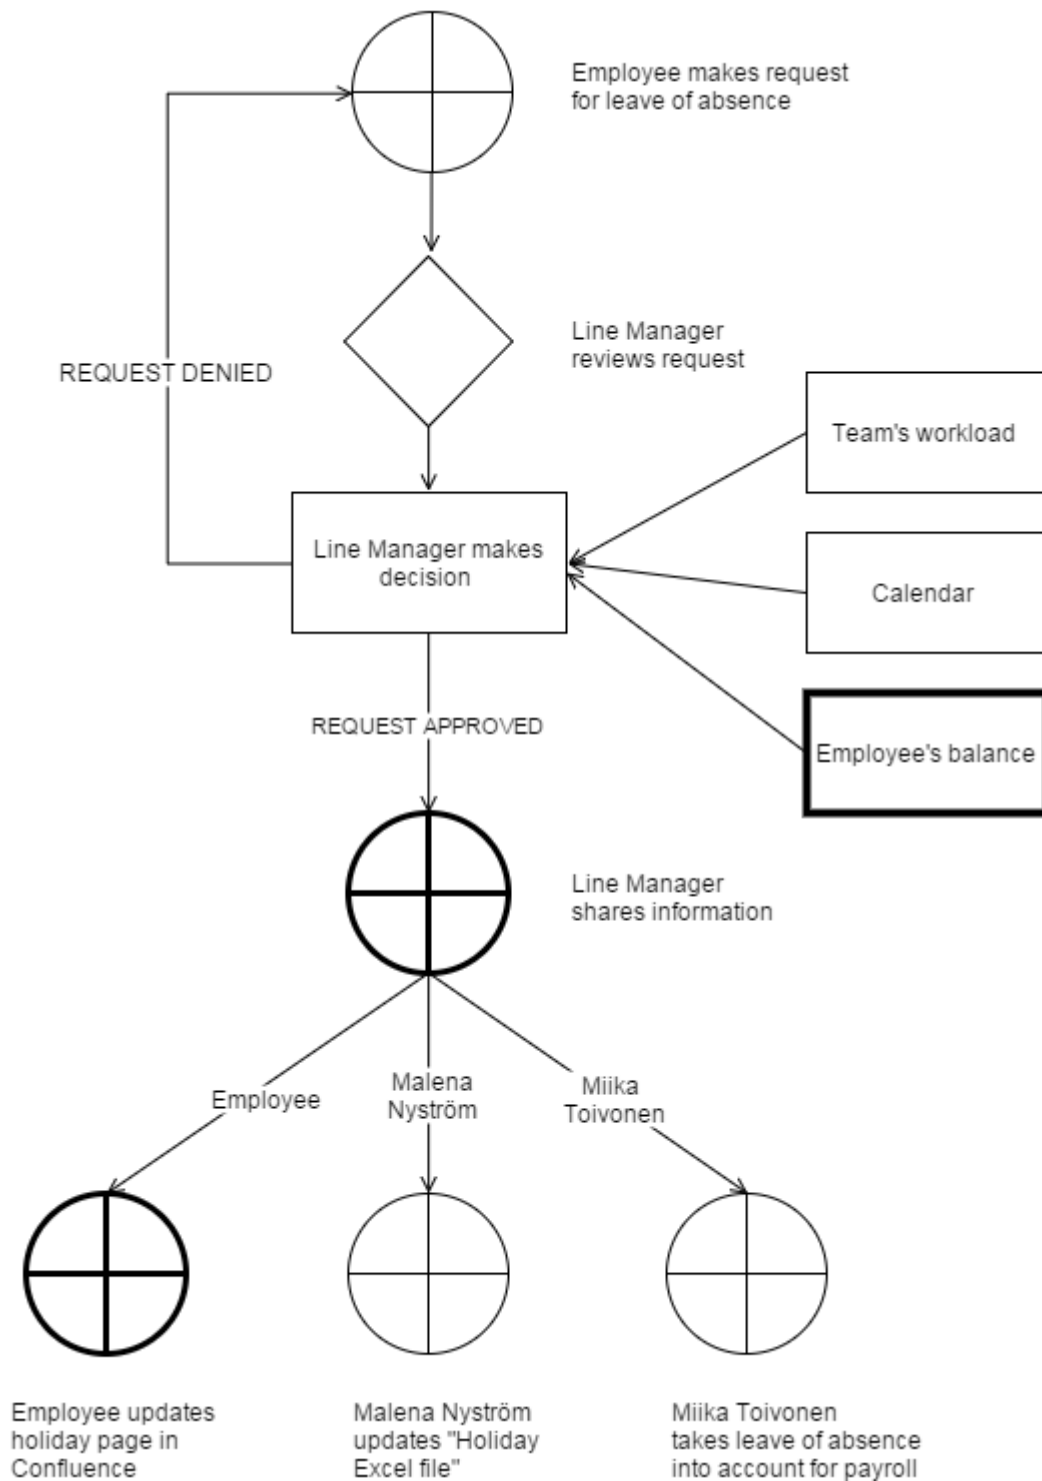 Employee makes request
for leave of absence
REQUEST DENIED
Line Manager
reviews request
Team's workload
Line Manager makes
decision
Calendar
REQUEST APPROVED
Employee's balance
Line Manager
shares information
Employee
Malena
Nyström
Miika
Toivonen
Employee updates
holiday page in
Confluence
Malena Nyström
updates "Holiday
Excel file"
Miika Toivonen
takes leave of absence
into account for payroll